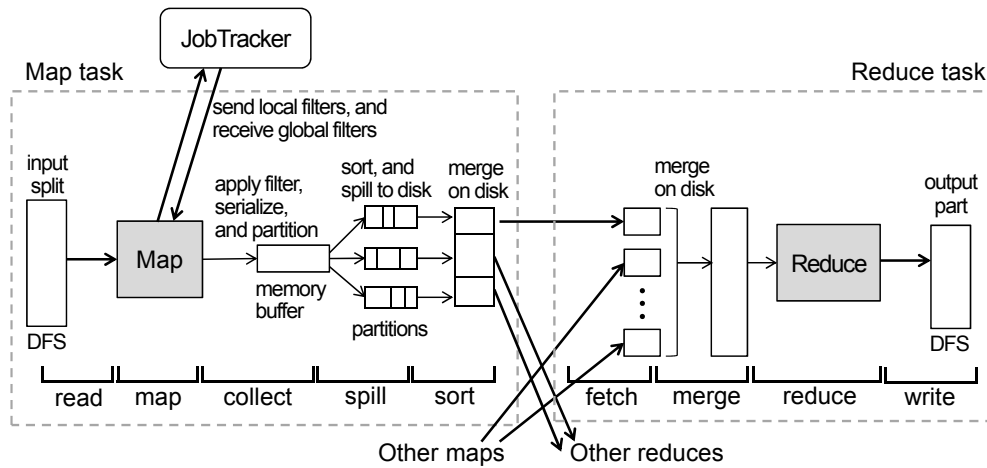 JobTracker
Map task
Reduce task
send local filters, and
receive global filters
input
split
apply filter,
serialize,
and partition
sort, and
spill to disk
merge
on disk
merge
on disk
output
part
Map
Reduce
memory
buffer
partitions
DFS
DFS
read
map
collect
spill
sort
fetch
merge
reduce
write
Other maps
Other reduces